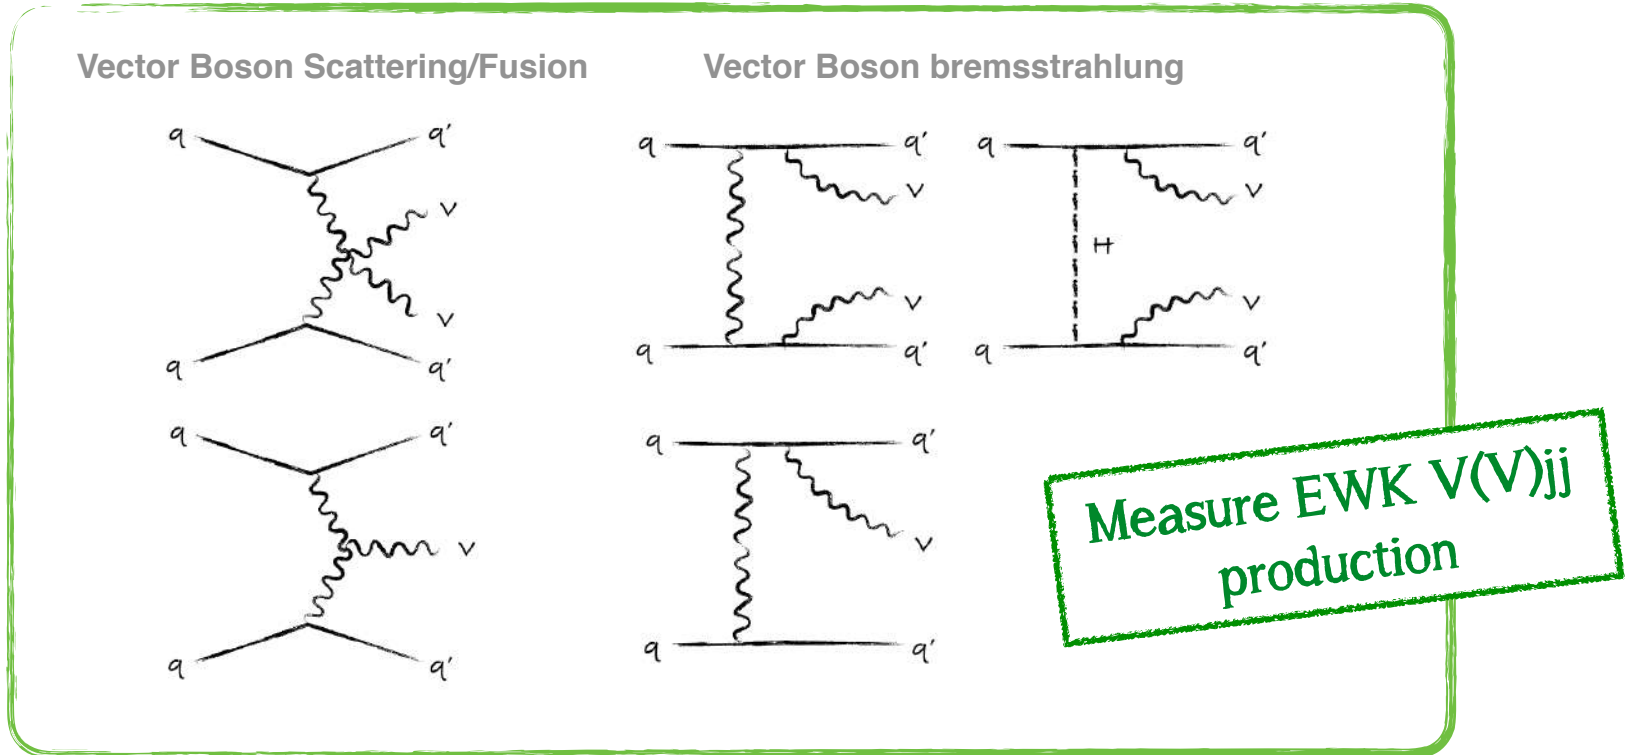 Vector Boson Scattering/Fusion
Vector Boson bremsstrahlung
q q'
V
V
q q'
q q'
V
V
q q'
q q'
V
H
V
q q'
q q'
V
q q'
q q'
V
q q'
Measure EWK V(V)jj
production